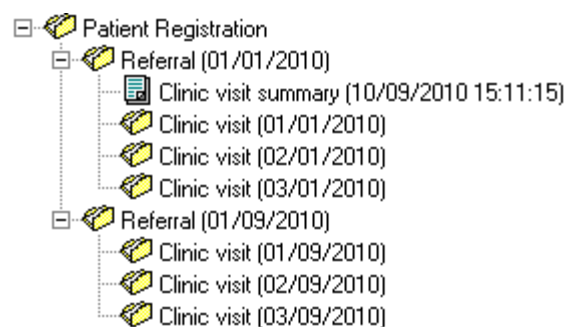 Patient Registration
Referral (01/01/2010)
Clinic visit summary (10/09/2010 15:11:15)
Clinic visit (01/01/2010)
Clinic visit (02/01/2010)
Clinic visit (03/01/2010)
Referral (01/09/2010)
Clinic visit (01/09/2010)
Clinic visit (02/09/2010)
Clinic visit (03/09/2010)